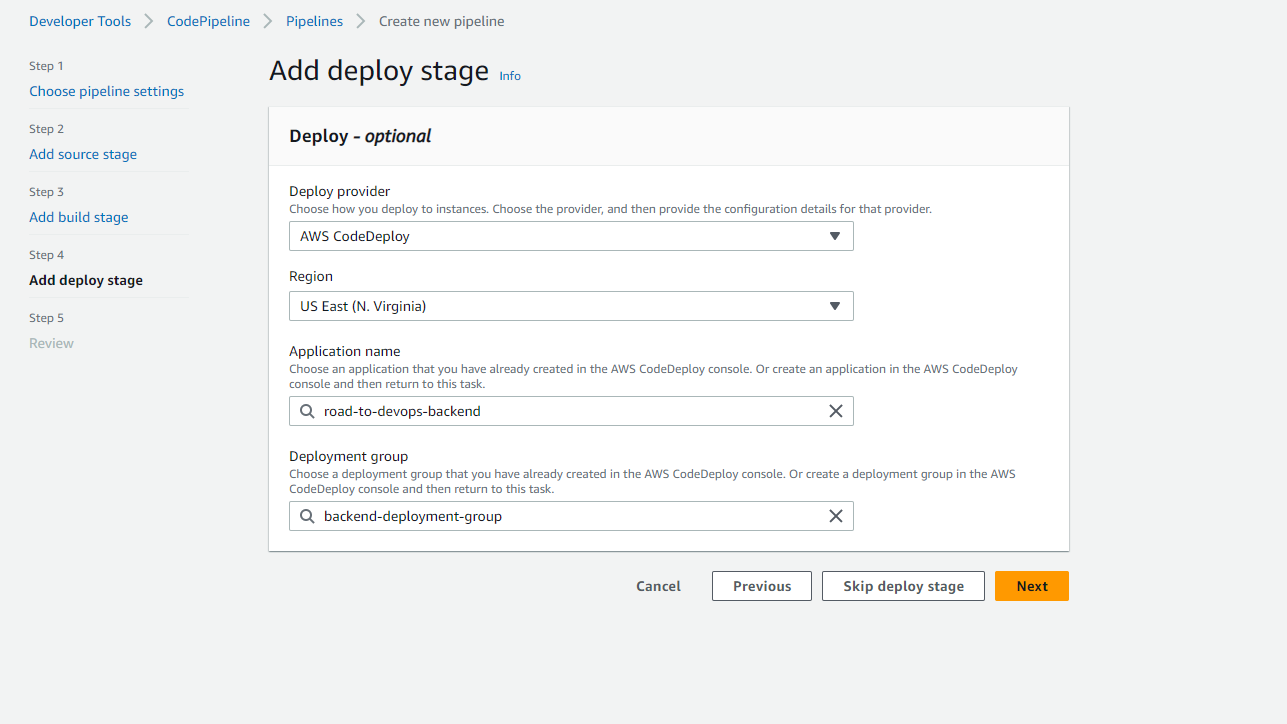 Developer Tools
CodePipeline
Pipelines
Create new pipeline
Step 1
Choose pipeline settings
Step 2
Add source stage
Step 3
Add build stage
Step 4
Add deploy stage
Step 5
Review
Add deploy stage Info
Deploy - optional
Deploy provider
Choose how you deploy to instances. Choose the provider, and then provide the configuration details for that provider.
AWS CodeDeploy
Region
US East (N. Virginia)
Application name
Choose an application that you have already created in the AWS CodeDeploy console. Or create an application in the AWS CodeDeploy
console and then return to this task.
road-to-devops-backend
Deployment group
Choose a deployment group that you have already created in the AWS CodeDeploy console. Or create a deployment group in the AWS
CodeDeploy console and then return to this task.
backend-deployment-group
Cancel
Previous
Skip deploy stage
Next